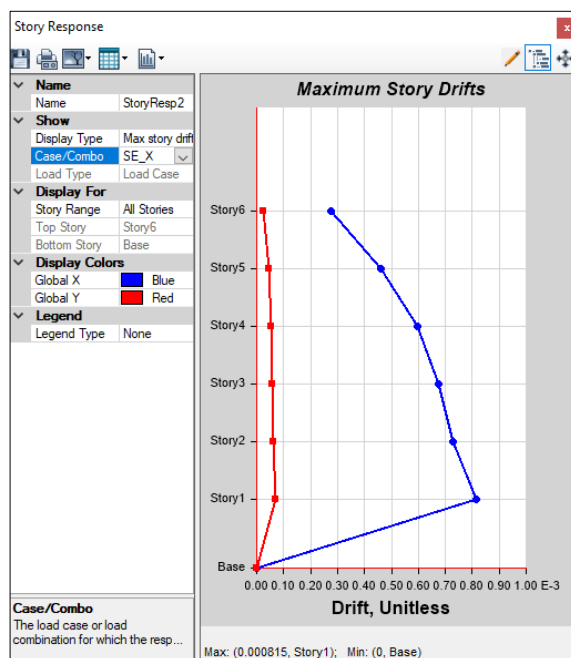 Story Response
x
Name
Name StoryResp2
Show
Display Type Max story drift
Case/Combo SE_X
Load Type Load Case
Display For
Story Range All Stories
Top Story Story6
Bottom Story Base
Display Colors
Global X Blue
Global Y Red
Legend
Legend Type None
Case/Combo
The load case or load
combination for which the resp...
Maximum Story Drifts
Story6
Story5
Story4
Story3
Story2
Story1
Base
0.00 0.10 0.20 0.30 0.40 0.50 0.60 0.70 0.80 0.90 1.00 E-3
Drift, Unitless
Max: (0.000815, Story1); Min: (0, Base)